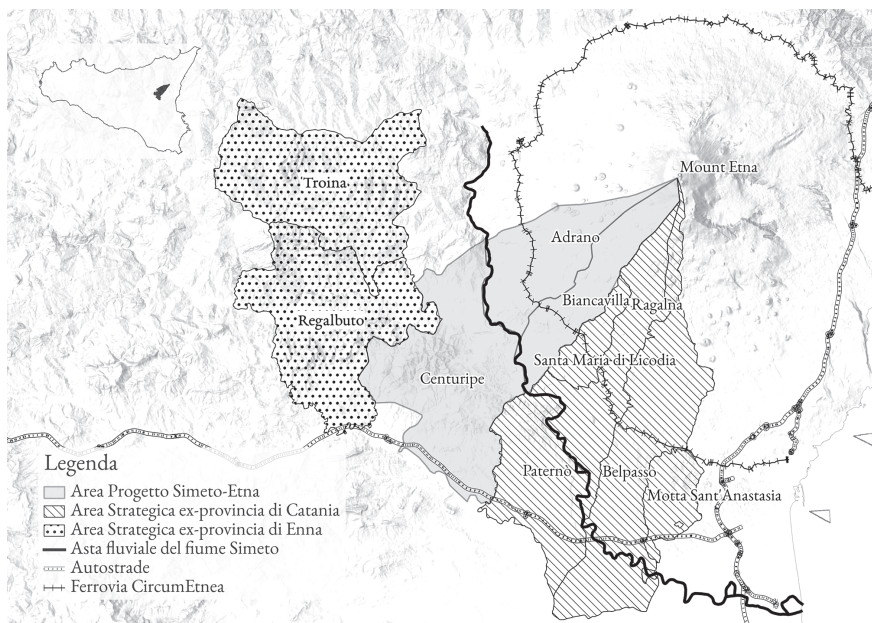 Mount Etna
Troina
Adrano
Biancavilla
Ragalna
Regalbuto
Santa Maria di Licodia
Centuripe
Paternò
Belpasso
Motta Sant'Anastasia
Legenda
Area Progetto Simeto-Etna
Area Strategica ex-provincia di Catania
Area Strategica ex-provincia di Enna
Asta fluviale del fiume Simeto
Autostrade
Ferrovia CircumEtnea